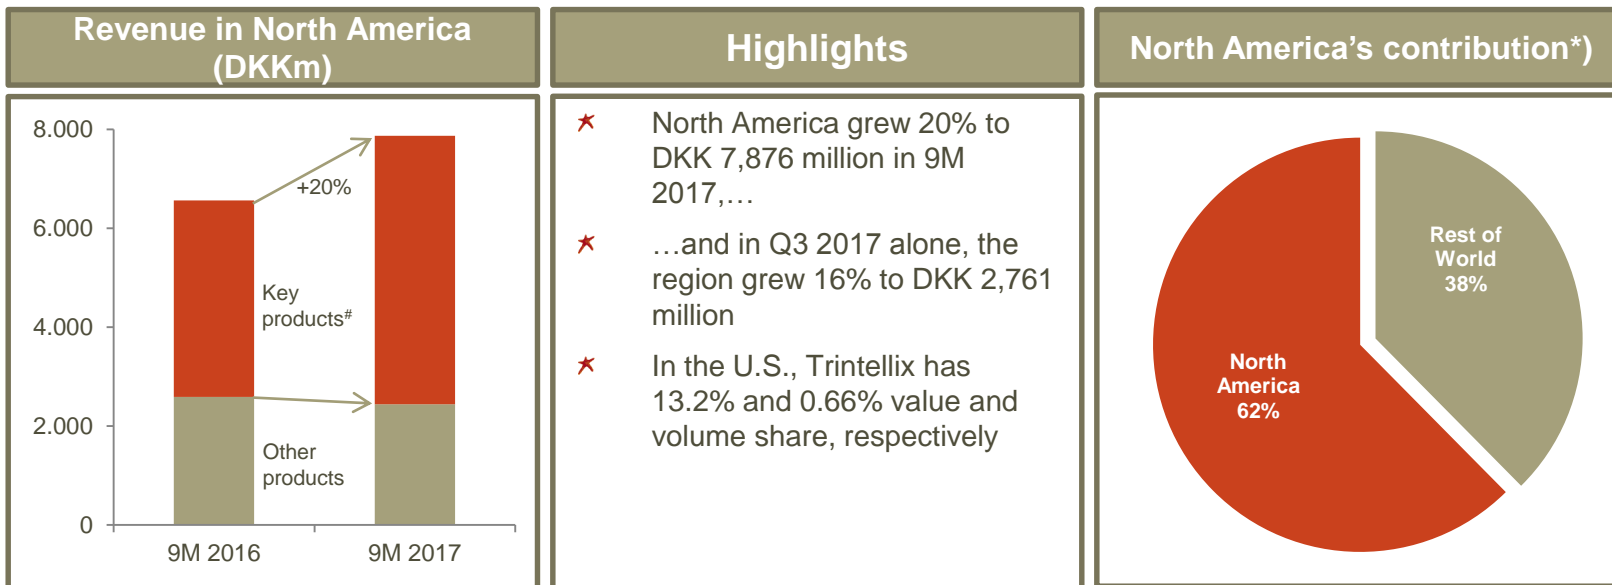 Revenue in North America
(DKKm)
8.000
6.000
4.000
2.000
0
+20%
Key
products#
Other
products
9M 2016
9M 2017
Highlights
North America grew 20% to
DKK 7,876 million in 9M
2017,…
…and in Q3 2017 alone, the
region grew 16% to DKK 2,761
million
In the U.S., Trintellix has
13.2% and 0.66% value and
volume share, respectively
North America’s contribution*)
Rest of
World
38%
North
America
62%